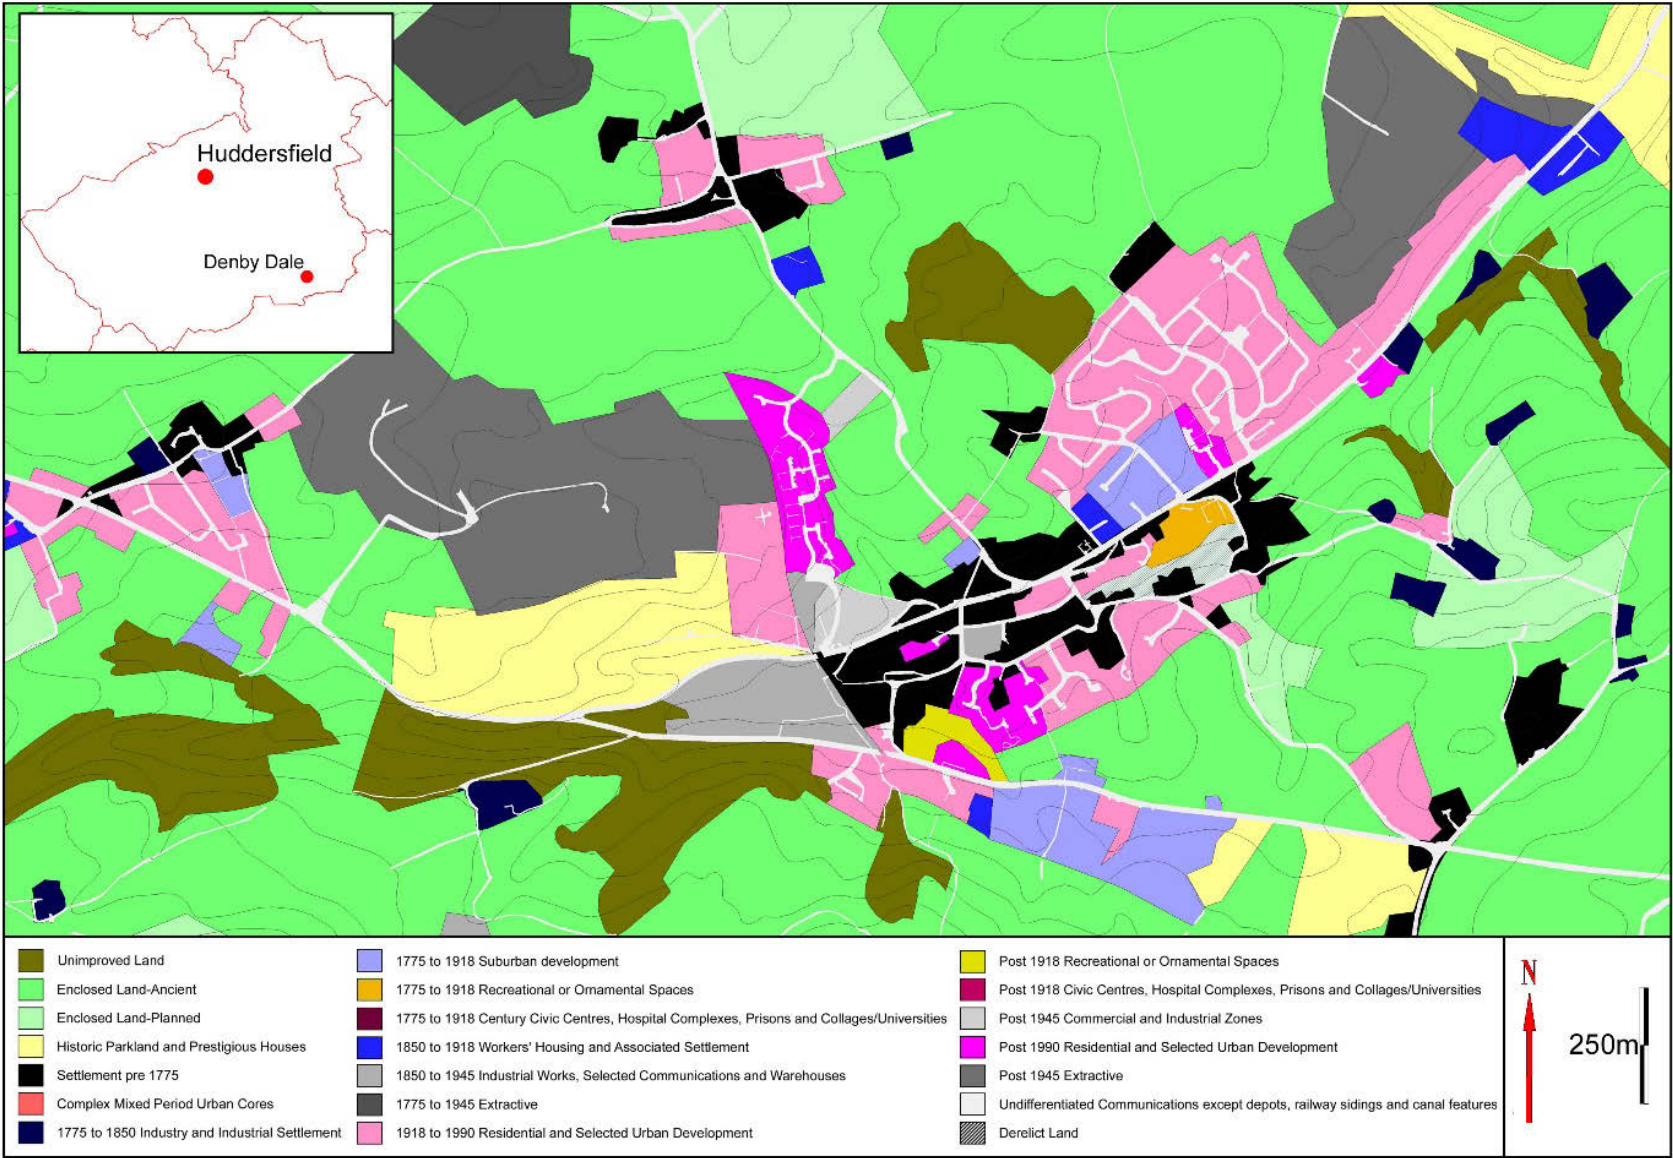 Huddersfield
Denby Dale
Unimproved Land
Enclosed Land-Ancient
Enclosed Land-Planned
Historic Parkland and Prestigious Houses
Settlement pre 1775
Complex Mixed Period Urban Cores
1775 to 1850 Industry and Industrial Settlement
1775 to 1918 Suburban development
1775 to 1918 Recreational or Ornamental Spaces
1775 to 1918 Century Civic Centres, Hospital Complexes, Prisons and Collages/Universities
1850 to 1918 Workers' Housing and Associated Settlement
1850 to 1945 Industrial Works, Selected Communications and Warehouses
1775 to 1945 Extractive
1918 to 1990 Residential and Selected Urban Development
Post 1918 Recreational or Ornamental Spaces
Post 1918 Civic Centres, Hospital Complexes, Prisons and Collages/Universities
Post 1945 Commercial and Industrial Zones
Post 1990 Residential and Selected Urban Development
Post 1945 Extractive
Undifferentiated Communications except depots, railway sidings and canal features
Derelict Land
N
250m